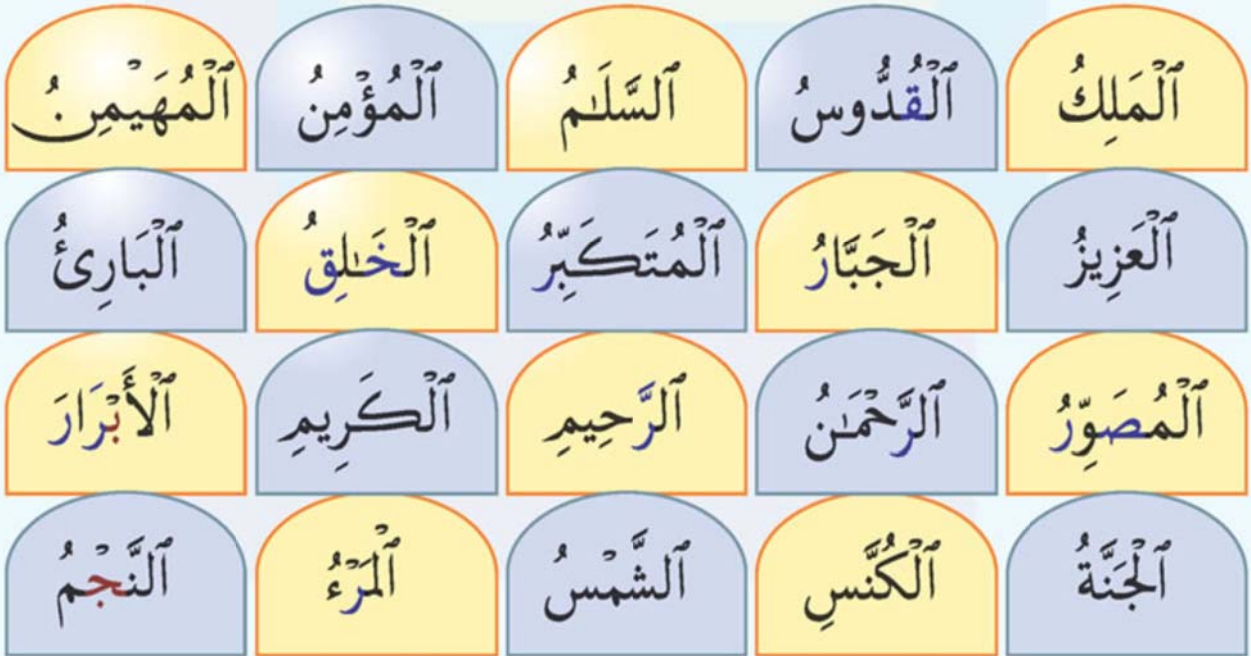 ٱلْمَلِكُ ٱلْقُدُّوسُ ٱلسَّلَـٰمُ ٱلْمُؤْمِنُ ٱلْمُهَيْمِنُ
ٱلْعَزِيزُ ٱلْجَبَّارُ ٱلْمُتَكَبِّرُ ٱلْخَـٰلِقُ ٱلْبَارِئُ
ٱلْمُصَوِّرُ ٱلرَّحْمَـٰنُ ٱلرَّحِيمِ ٱلْكَرِيمِ ٱلْأَبْرَارَ
ٱلْجَنَّةُ ٱلْكُنَّسِ ٱلشَّمْسُ ٱلْمَرْءُ ٱلنَّجْمُ